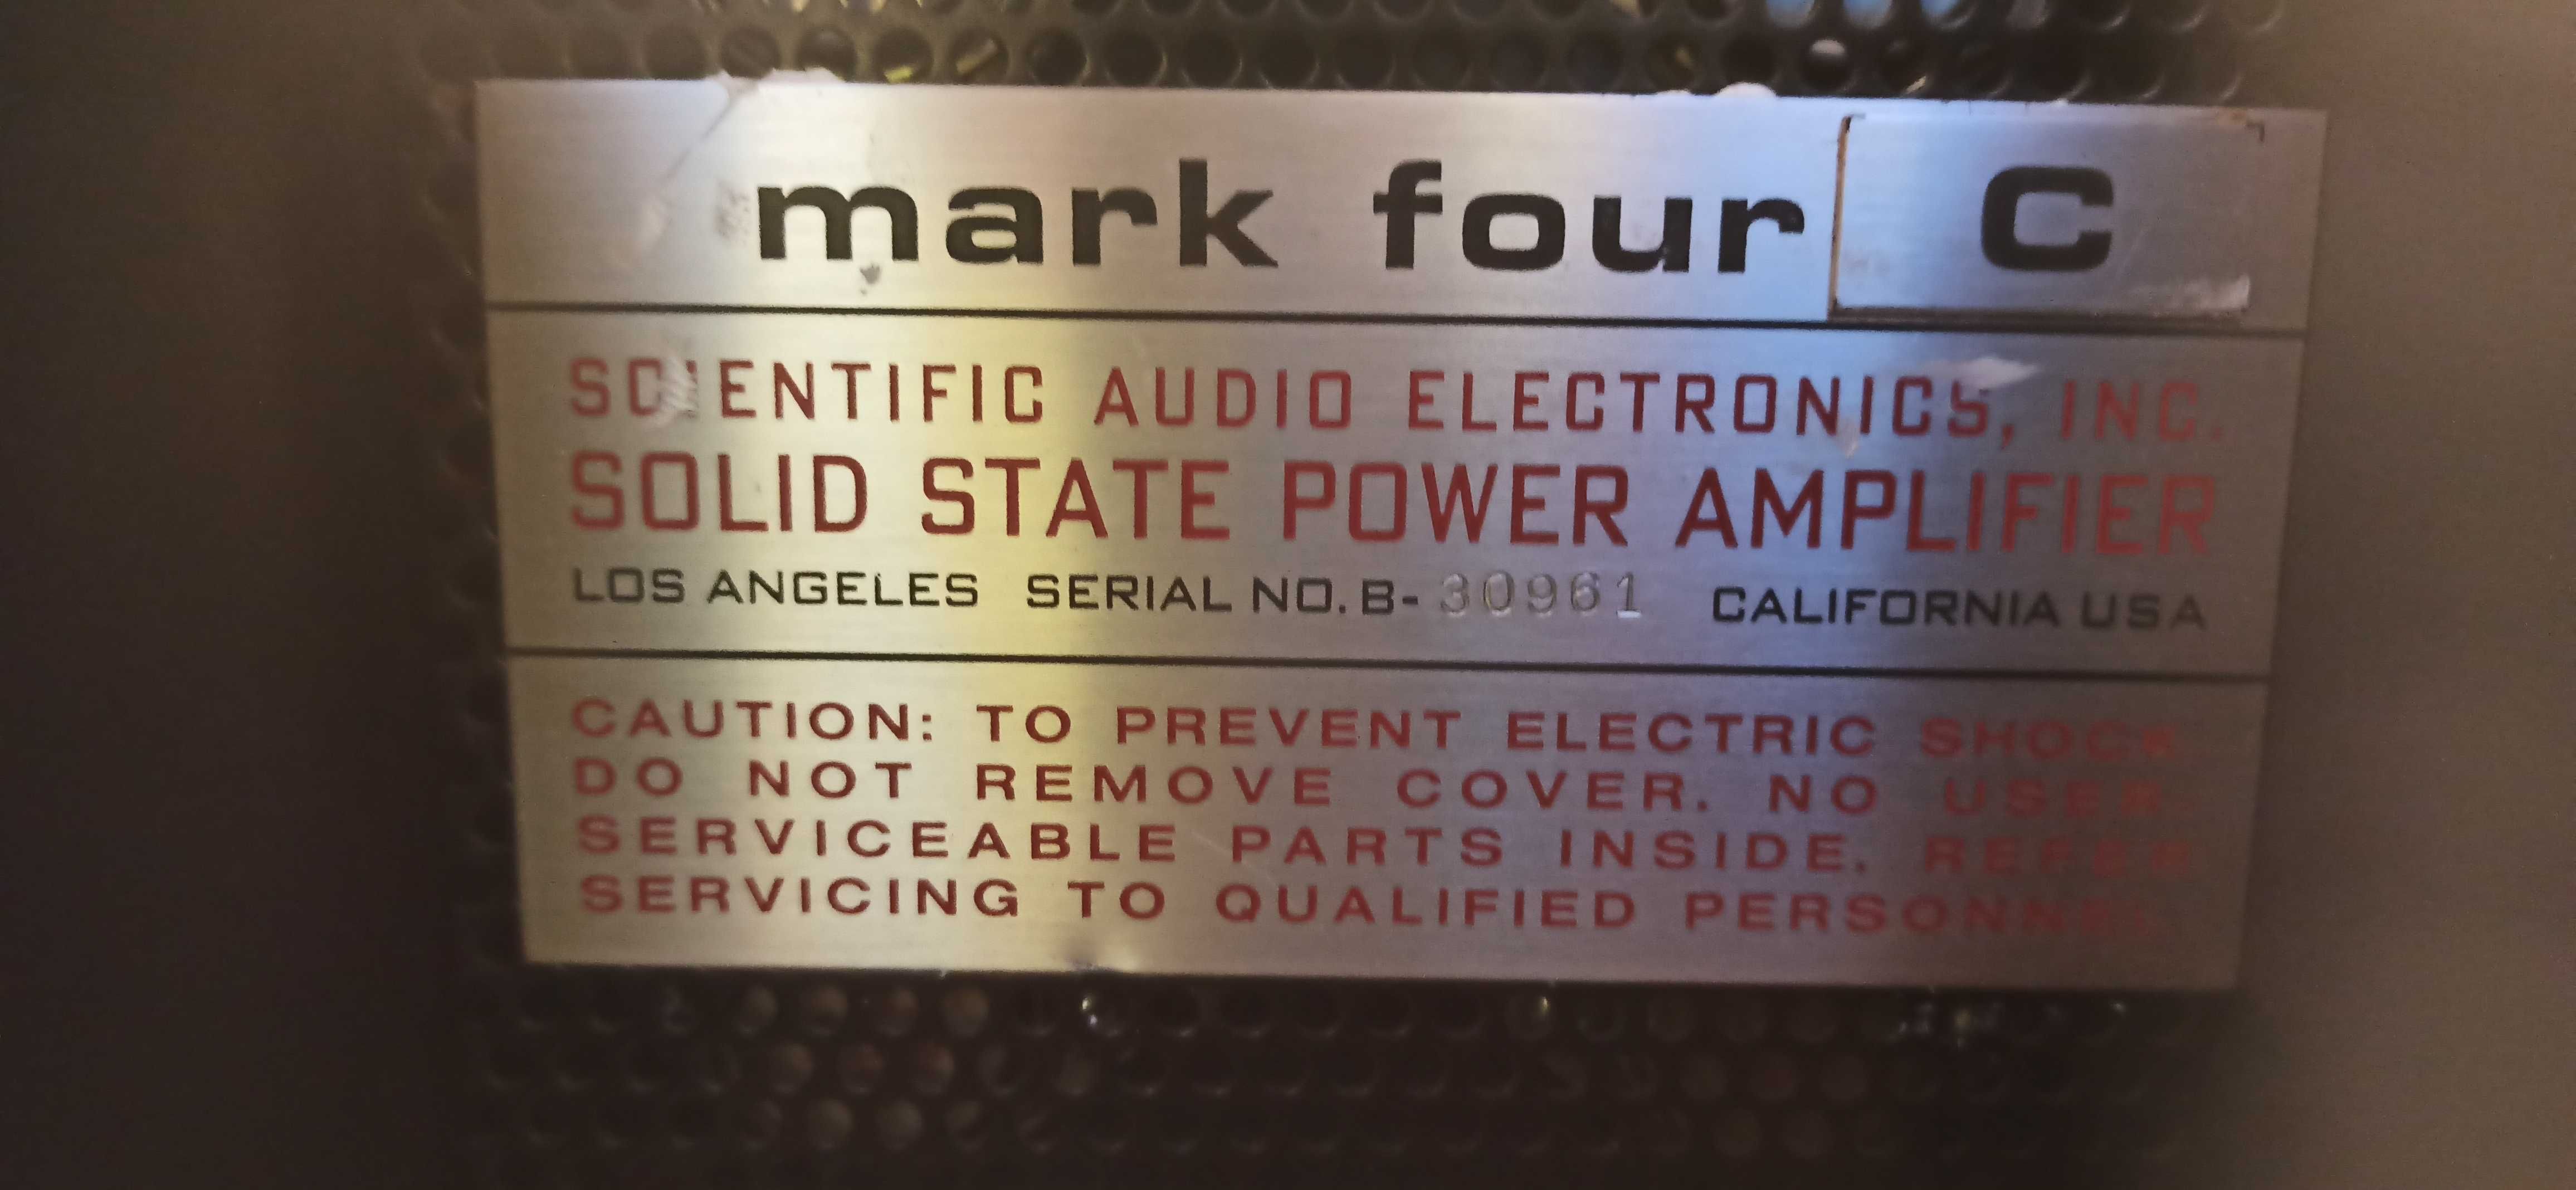 mark four C
SCIENTIFIC AUDIO ELECTRONICS, INC.
SOLID STATE POWER AMPLIFIER
LOS ANGELES SERIAL NO. B- 30961 CALIFORNIA USA
CAUTION: TO PREVENT ELECTRIC SHOCK
DO NOT REMOVE COVER. NO USER-
SERVICEABLE PARTS INSIDE. REFER
SERVICING TO QUALIFIED PERSONNEL.